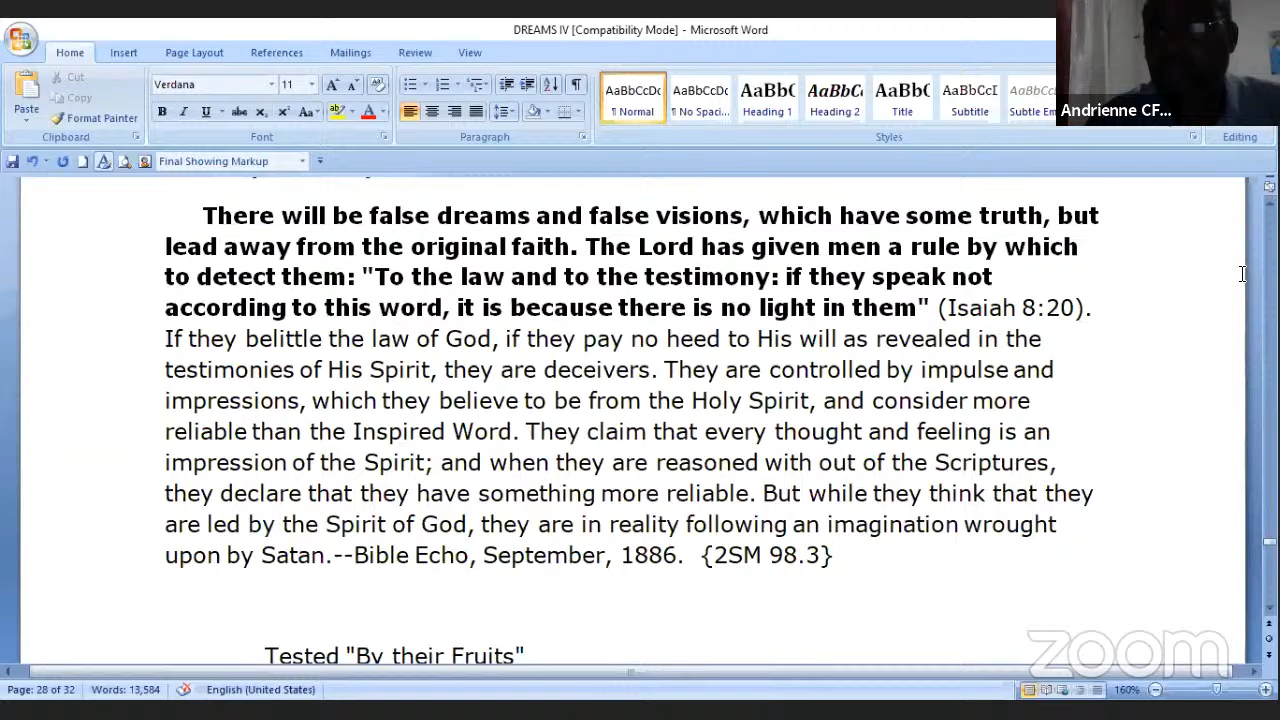 DREAMS IV [Compatibility Mode] - Microsoft Word
Home Insert Page Layout References Mailings Review View
Andrienne CF...
Paste
Cut
Copy
Format Painter
Clipboard
Verdana 11
Font
Paragraph
AaBbCcDc AaBbCcDc AaBbC AaBbCc AaBbC AaBbCcI AaBbCcI
¶ Normal ¶ No Spaci... Heading 1 Heading 2 Title Subtitle Subtle Em
Styles
Editing
Final Showing Markup
There will be false dreams and false visions, which have some truth, but
lead away from the original faith. The Lord has given men a rule by which
to detect them: "To the law and to the testimony: if they speak not
according to this word, it is because there is no light in them" (Isaiah 8:20).
If they belittle the law of God, if they pay no heed to His will as revealed in the
testimonies of His Spirit, they are deceivers. They are controlled by impulse and
impressions, which they believe to be from the Holy Spirit, and consider more
reliable than the Inspired Word. They claim that every thought and feeling is an
impression of the Spirit; and when they are reasoned with out of the Scriptures,
they declare that they have something more reliable. But while they think that they
are led by the Spirit of God, they are in reality following an imagination wrought
upon by Satan.--Bible Echo, September, 1886. {2SM 98.3}
Tested "By their Fruits"
zoom
Page: 28 of 32 Words: 13,584 English (United States) 160%